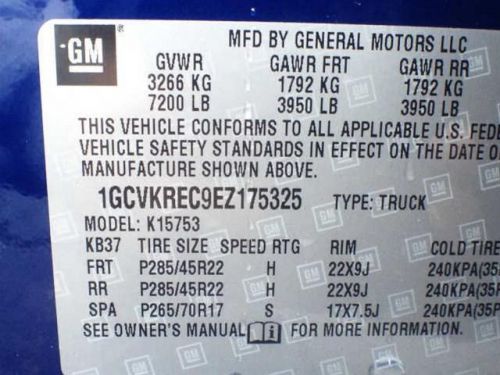 GM
MFD BY GENERAL MOTORS LLC
GVWR GAWR FRT GAWR RR
3266 KG 1792 KG 1792 KG
7200 LB 3950 LB 3950 LB
THIS VEHICLE CONFORMS TO ALL APPLICABLE U.S. FEDE
VEHICLE SAFETY STANDARDS IN EFFECT ON THE DATE O
MANUFACTURE SHOWN ABOVE.
1GCVKREC9EZ175325 TYPE: TRUCK
MODEL: K15753
KB37 TIRE SIZE SPEED RTG RIM COLD TIRE
FRT P285/45R22 H 22X9J 240KPA(35P
RR P285/45R22 H 22X9J 240KPA(35P
SPA P265/70R17 S 17X7.5J 240KPA(35P
SEE OWNER'S MANUAL FOR MORE INFORMATION.